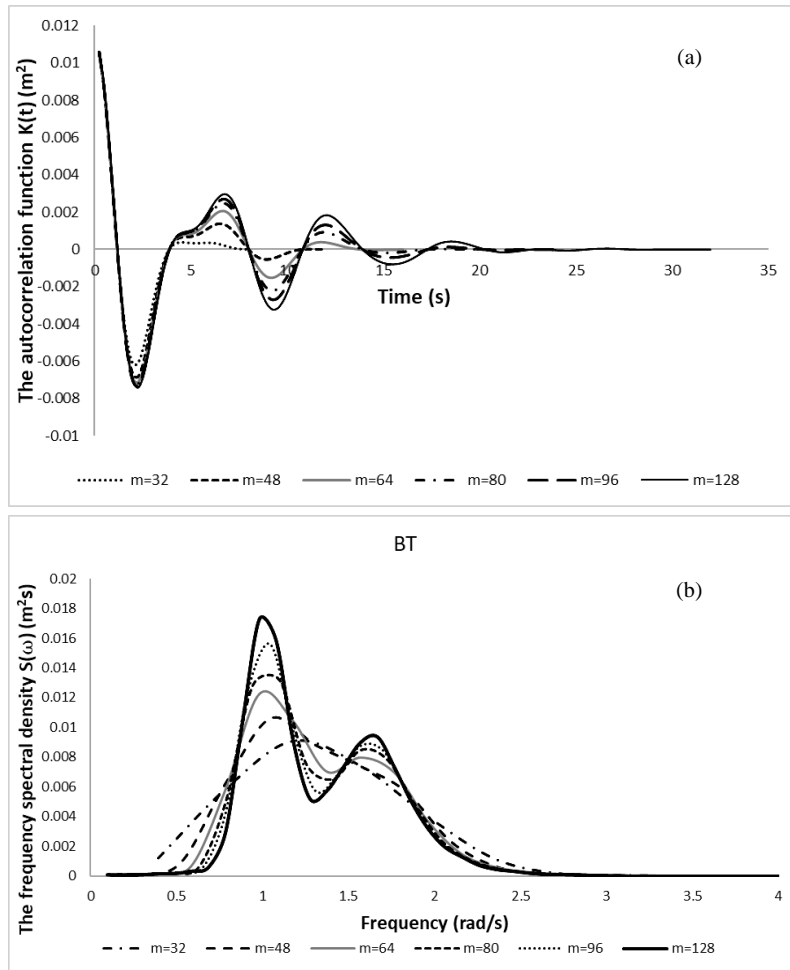 (a)
The autocorrelation function K(t) (m²)
0.012
0.01
0.008
0.006
0.004
0.002
0
-0.002
-0.004
-0.006
-0.008
-0.01
0 5 10 15 20 25 30 35
Time (s)
m=32 m=48 m=64 m=80 m=96 m=128
BT
(b)
The frequency spectral density S(ω) (m²s)
0.02
0.018
0.016
0.014
0.012
0.01
0.008
0.006
0.004
0.002
0
0 0.5 1 1.5 2 2.5 3 3.5 4
Frequency (rad/s)
m=32 m=48 m=64 m=80 m=96 m=128